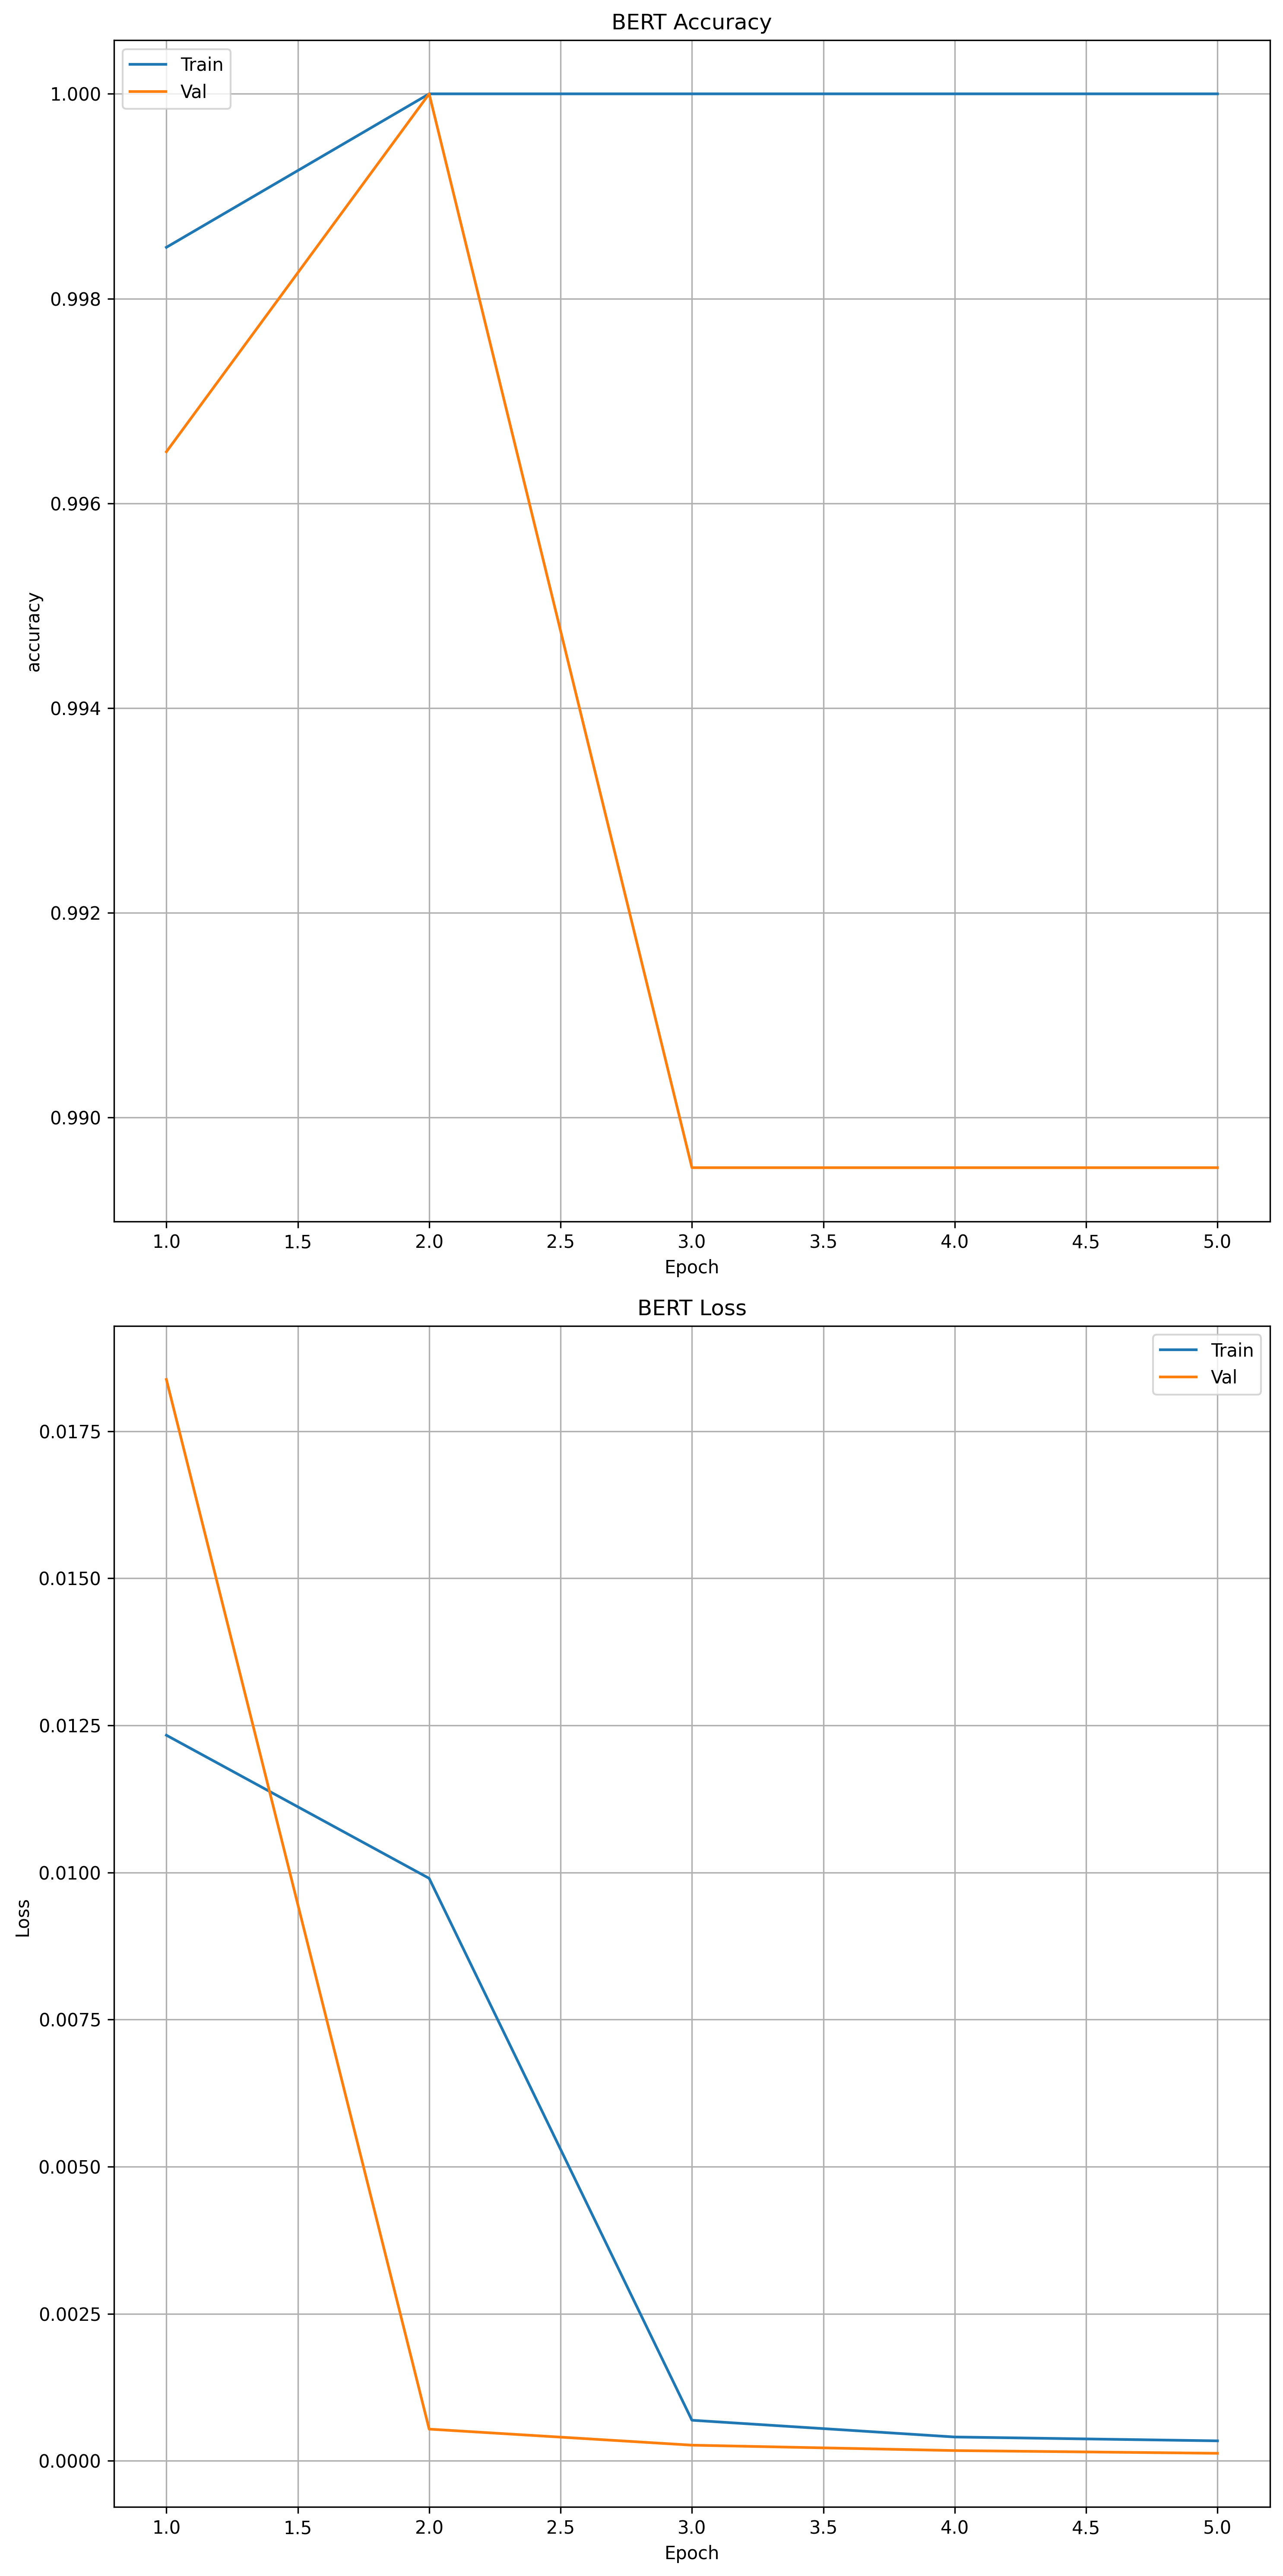 BERT Accuracy
Train
Val
1.000
0.998
0.996
0.994
0.992
0.990
accuracy
1.0 1.5 2.0 2.5 3.0 3.5 4.0 4.5 5.0
Epoch
BERT Loss
Train
Val
0.0175
0.0150
0.0125
0.0100
0.0075
0.0050
0.0025
0.0000
Loss
1.0 1.5 2.0 2.5 3.0 3.5 4.0 4.5 5.0
Epoch